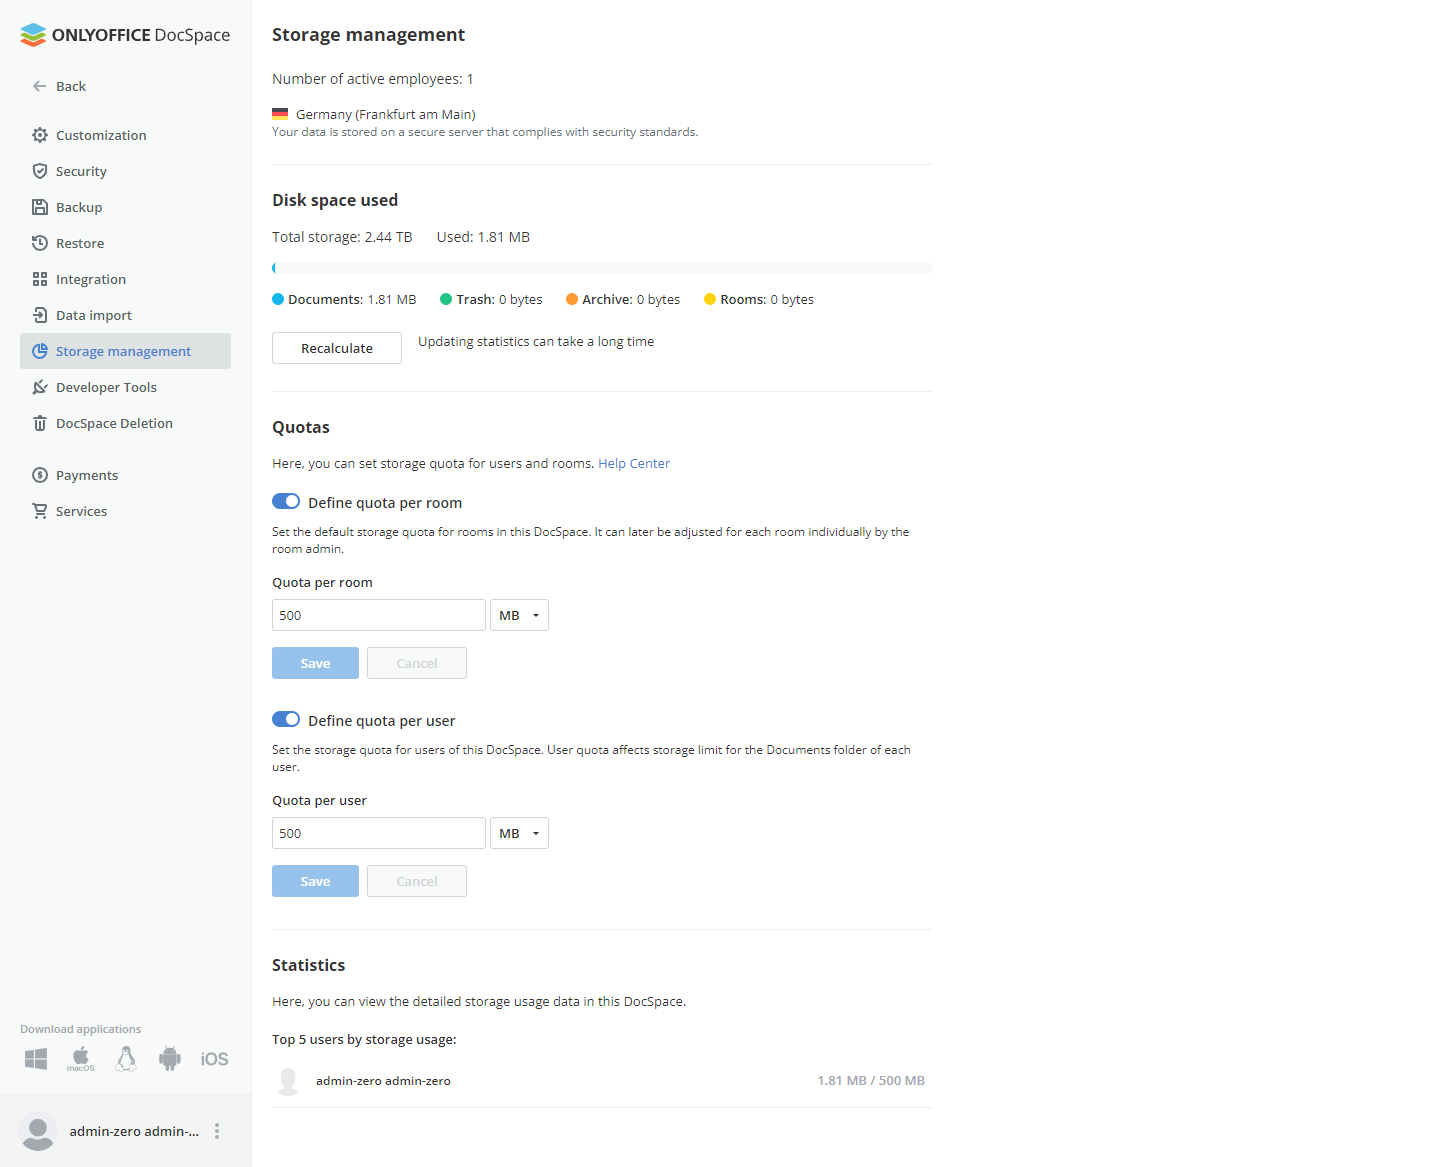 ONLYOFFICE DocSpace
Back
Customization
Security
Backup
Restore
Integration
Data import
Storage management
Developer Tools
DocSpace Deletion
Payments
Services
Download applications
macOS
iOS
admin-zero admin-...
Storage management
Number of active employees: 1
Germany (Frankfurt am Main)
Your data is stored on a secure server that complies with security standards.
Disk space used
Total storage: 2.44 TB Used: 1.81 MB
Documents: 1.81 MB Trash: 0 bytes Archive: 0 bytes Rooms: 0 bytes
Recalculate Updating statistics can take a long time
Quotas
Here, you can set storage quota for users and rooms. Help Center
Define quota per room
Set the default storage quota for rooms in this DocSpace. It can later be adjusted for each room individually by the
room admin.
Quota per room
500 MB
Save Cancel
Define quota per user
Set the storage quota for users of this DocSpace. User quota affects storage limit for the Documents folder of each
user.
Quota per user
500 MB
Save Cancel
Statistics
Here, you can view the detailed storage usage data in this DocSpace.
Top 5 users by storage usage:
admin-zero admin-zero 1.81 MB / 500 MB